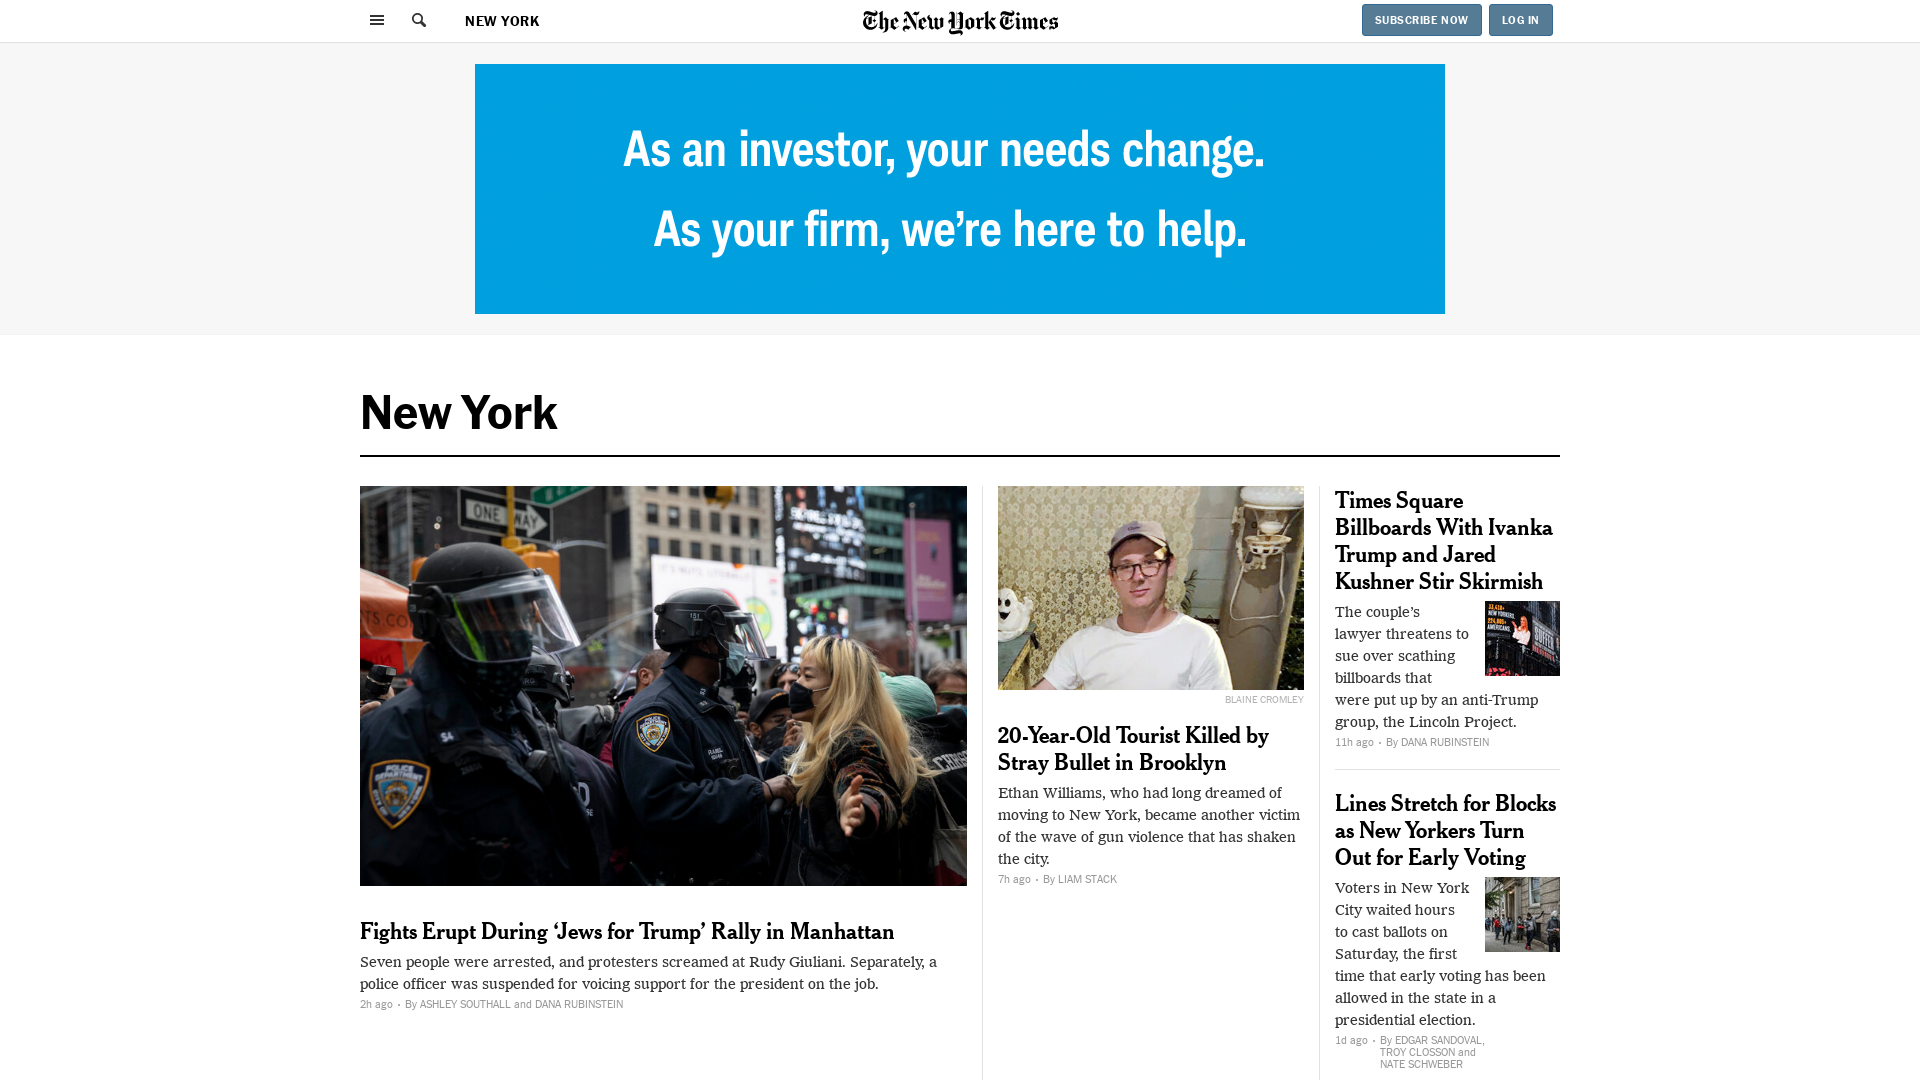 NEW YORK
The New York Times
SUBSCRIBE NOW
LOG IN
As an investor, your needs change.
As your firm, we're here to help.
New York
ONE WAY
POLICE DEPARTMENT
Fights Erupt During ‘Jews for Trump’ Rally in Manhattan
Seven people were arrested, and protesters screamed at Rudy Giuliani. Separately, a
police officer was suspended for voicing support for the president on the job.
2h ago • By ASHLEY SOUTHALL and DANA RUBINSTEIN
BLAINE CROMLEY
20-Year-Old Tourist Killed by
Stray Bullet in Brooklyn
Ethan Williams, who had long dreamed of
moving to New York, became another victim
of the wave of gun violence that has shaken
the city.
7h ago • By LIAM STACK
Times Square
Billboards With Ivanka
Trump and Jared
Kushner Stir Skirmish
The couple’s
lawyer threatens to
sue over scathing
billboards that
were put up by an anti-Trump
group, the Lincoln Project.
11h ago • By DANA RUBINSTEIN
Lines Stretch for Blocks
as New Yorkers Turn
Out for Early Voting
Voters in New York
City waited hours
to cast ballots on
Saturday, the first
time that early voting has been
allowed in the state in a
presidential election.
1d ago • By EDGAR SANDOVAL,
TROY CLOSSON and
NATE SCHWEBER